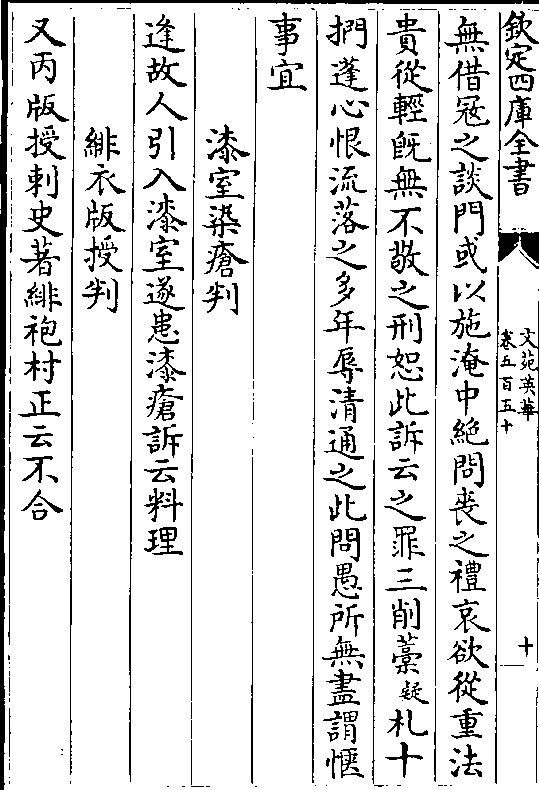 欽定四庫全書
文苑英華
卷五百五十
十
無借冦之談門或以施淹中絶問喪之禮哀欲從重法
貴從輕旣無不敬之刑恕此訴云之罪三削藁疑札十
捫蓬心恨流落之多年辱清通之此問愚所無盡謂愜
事宜
漆室染瘡判
逢故人引入漆室遂患漆瘡訴云料理
緋衣版授判
又丙版授刺史著緋袍村正云不合